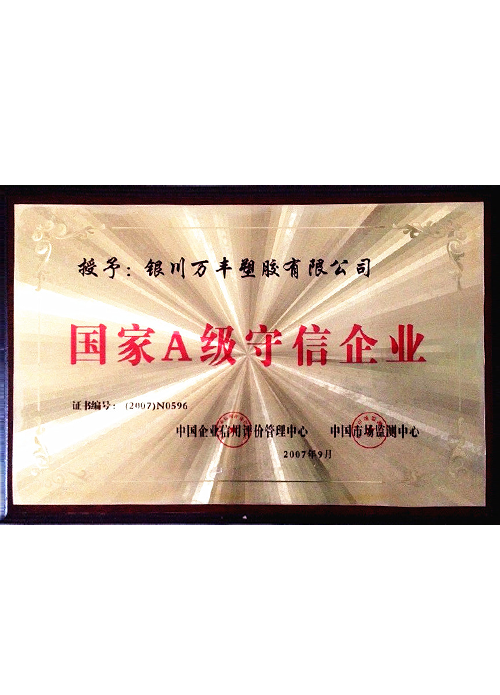 授予：银川万丰塑胶有限公司
国家A级守信企业
证书编号：(2007)N0596
中国企业信用评价管理中心 中国市场监测中心
2007年9月